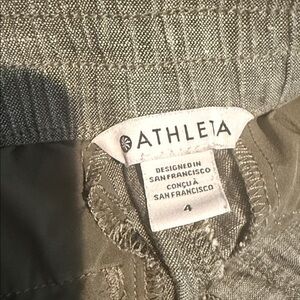 ATHLETA
DESIGNED IN
SAN FRANCISCO
CONÇU À
SAN FRANCISCO
4